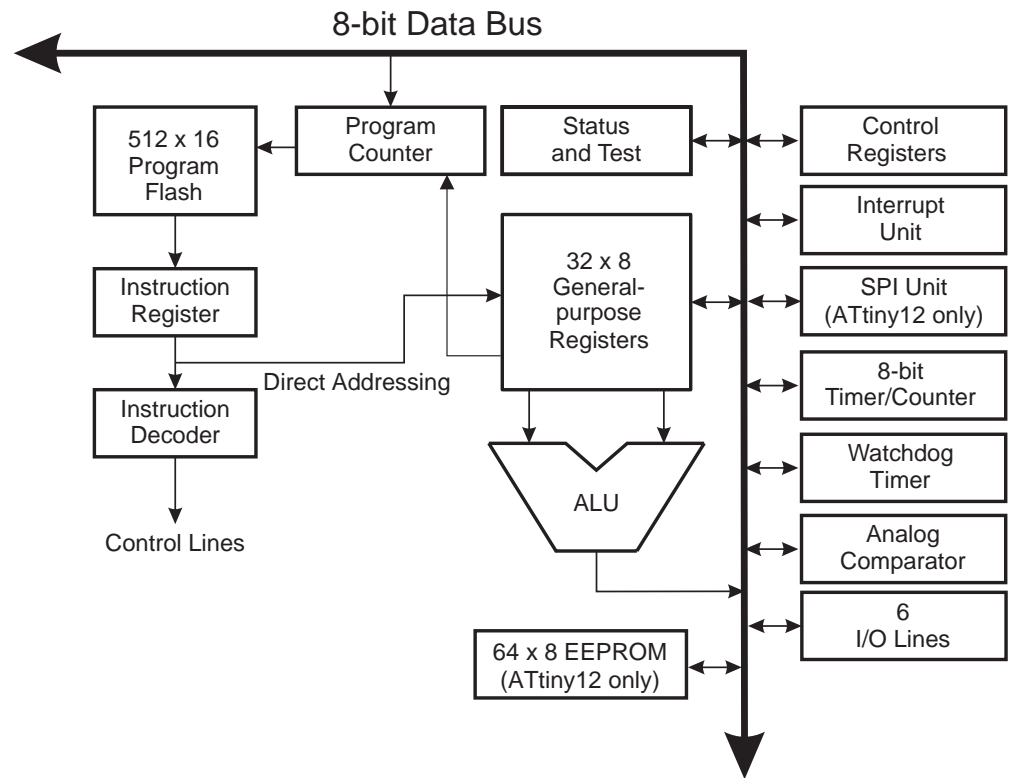 8-bit Data Bus
512 x 16
Program
Flash
Program
Counter
Status
and Test
Control
Registers
Interrupt
Unit
32 x 8
General-
purpose
Registers
Instruction
Register
SPI Unit
(ATtiny12 only)
Direct Addressing
8-bit
Timer/Counter
Instruction
Decoder
Watchdog
Timer
ALU
Control Lines
Analog
Comparator
6
I/O Lines
64 x 8 EEPROM
(ATtiny12 only)